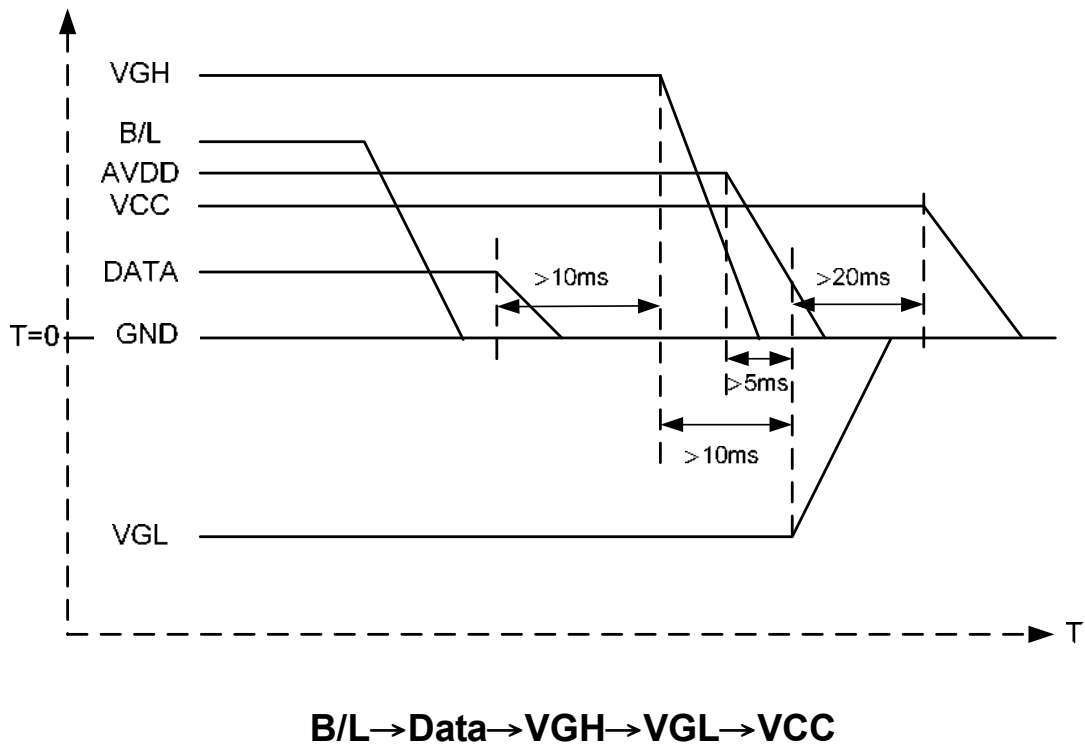 VGH
B/L
AVDD
VCC
DATA
>10ms
>20ms
T=0
GND
>5ms
>10ms
VGL
T
B/L→Data→VGH→VGL→VCC